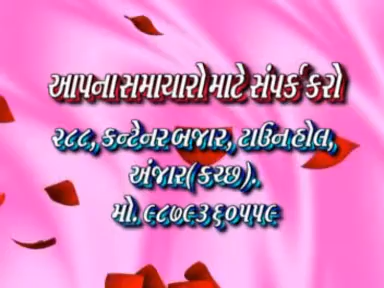 આપના સમાચારો માટે સંપર્ક કરો
૨૮૮, કન્ટેનર બજાર, ટાઉન હોલ,
અંજાર(કચ્છ).
મો. ૯૮૭૯૩ ૬૦૫૫૯